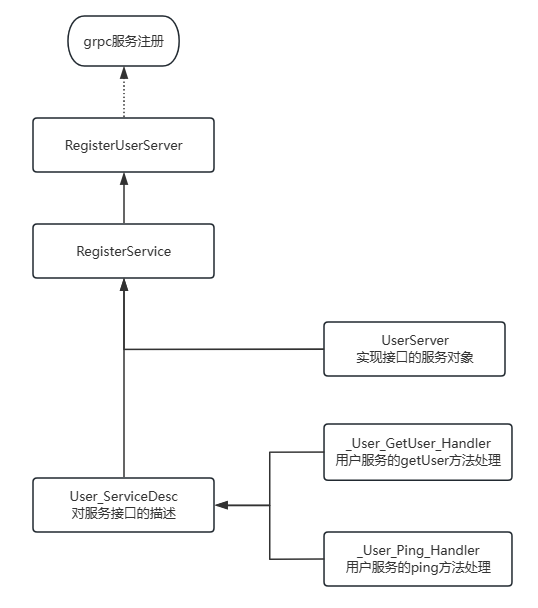 grpc服务注册
RegisterUserServer
RegisterService
UserServer
实现接口的服务对象
_User_GetUser_Handler
用户服务的getUser方法处理
User_ServiceDesc
对服务接口的描述
_User_Ping_Handler
用户服务的ping方法处理